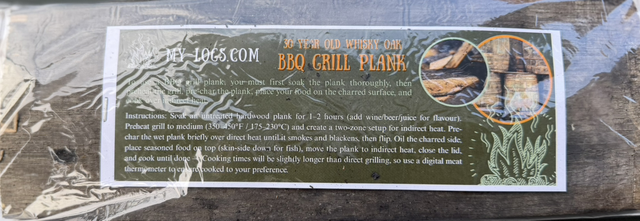 MY-LOGS.COM
30 YEAR OLD WHISKY OAK
BBQ GRILL PLANK
plank, you must first soak the plank thoroughly, then
pre-char the plank, place your food on the charred surface, and
Instructions: Soak an untreated hardwood plank for 1-2 hours (add wine/beer/juice for flavour).
Preheat grill to medium (350-450°F / 175-230°C) and create a two-zone setup for indirect heat. Pre-
char the wet plank briefly over direct heat until it smokes and blackens, then flip. Oil the charred side,
place seasoned food on top (skin-side down for fish), move the plank to indirect heat, close the lid,
and cook until done Cooking times will be slighly longer than direct grilling, so use a digital meat
thermometer to ensure cooked to your preference.